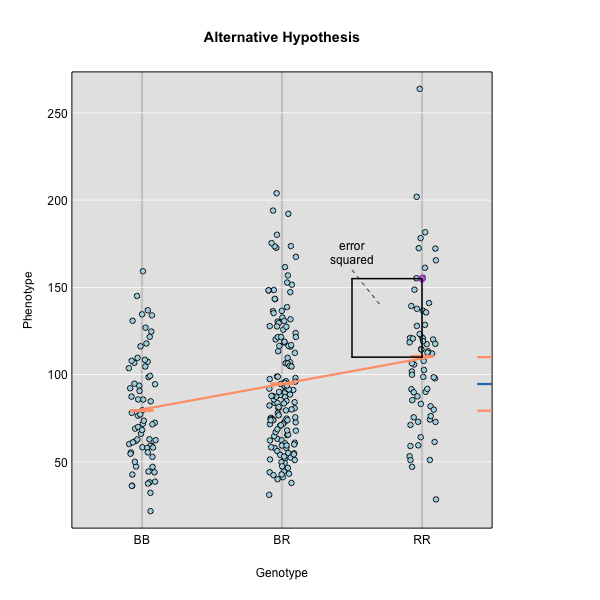 Alternative Hypothesis
250
200
150
100
50
Phenotype
error
squared
BB
BR
RR
Genotype